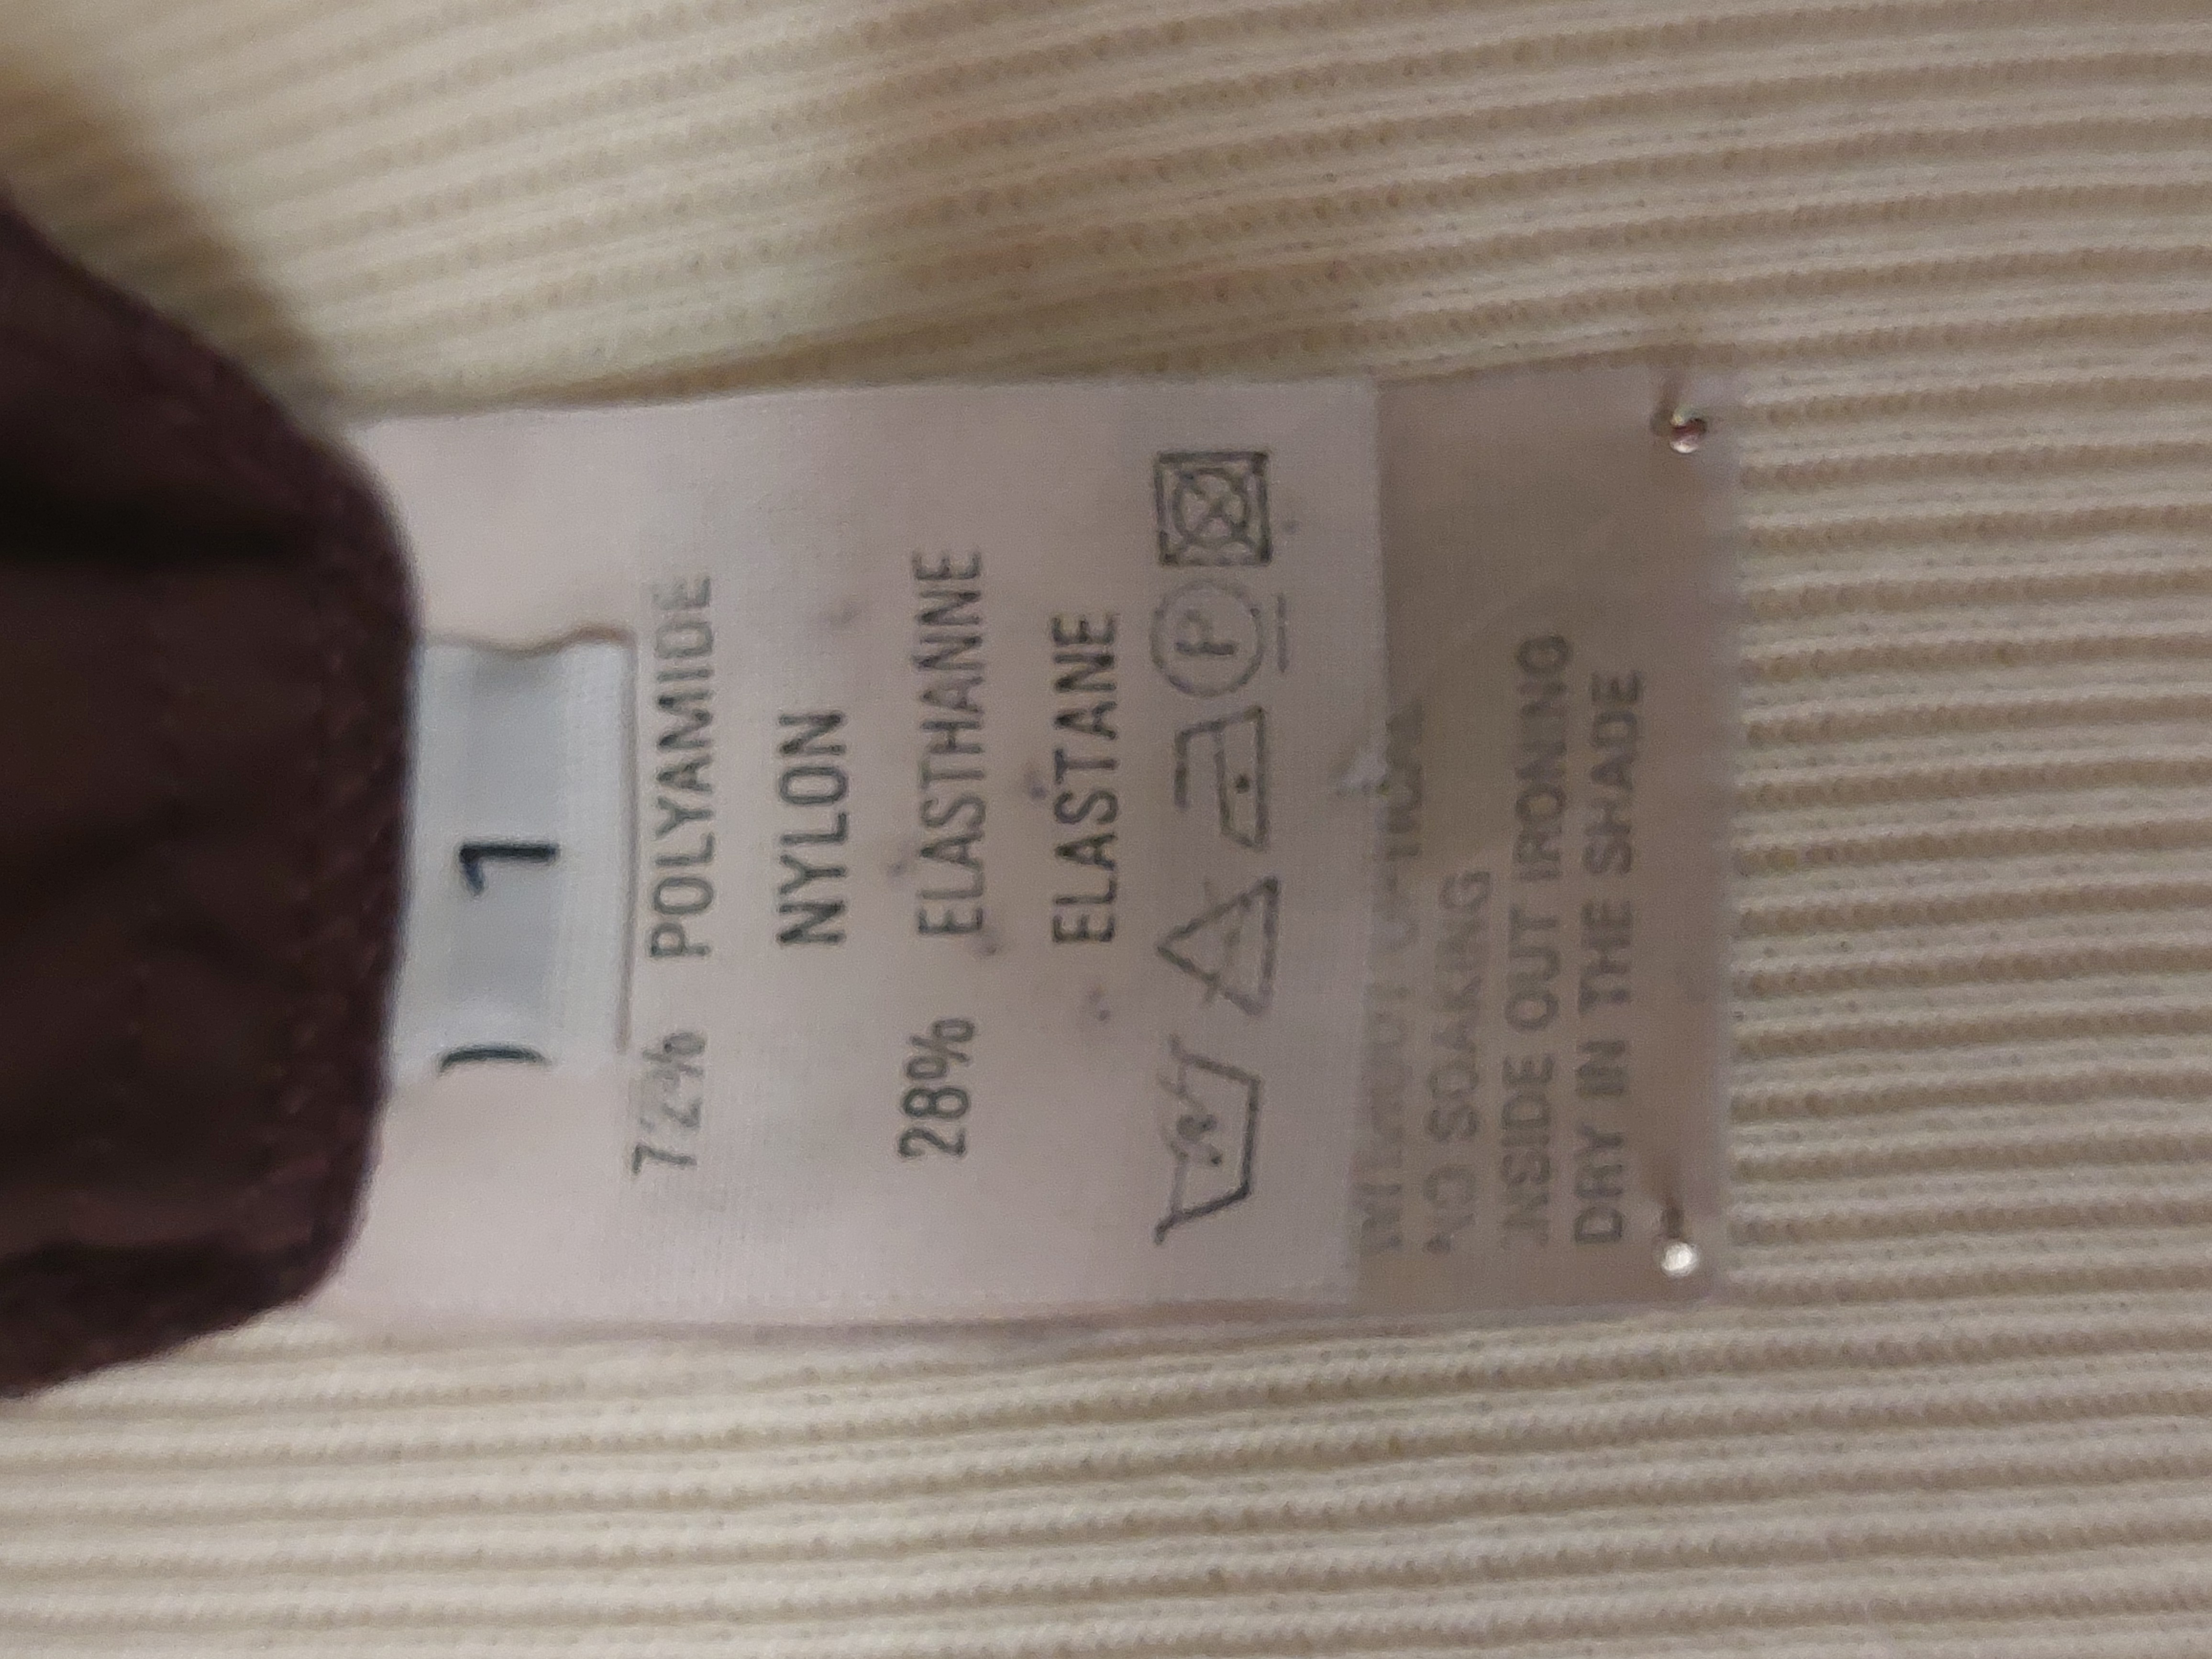 1
72% POLYAMIDE
NYLON
28% ELASTHANNE
ELASTANE
P
NO SOAKING
INSIDE OUT IRONING
DRY IN THE SHADE